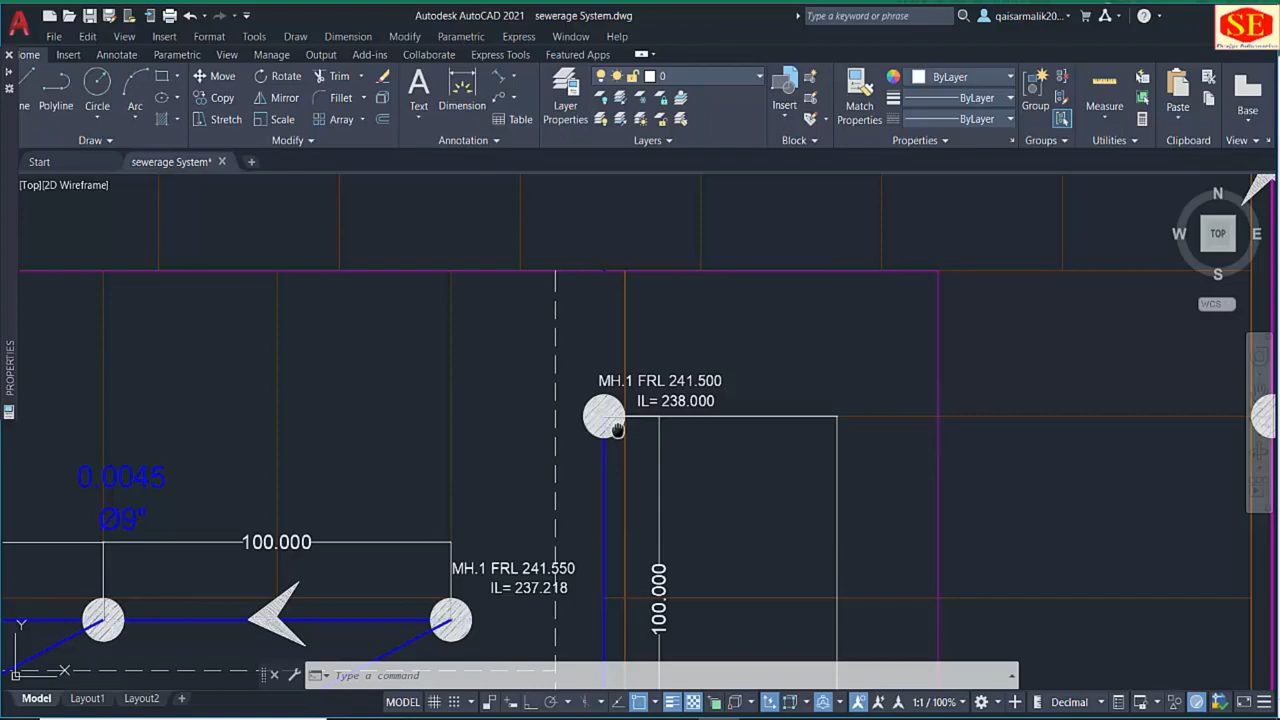 Autodesk AutoCAD 2021 sewerage System.dwg
Type a keyword or phrase
qaisarmalik20...
SE
File Edit View Insert Format Tools Draw Dimension Modify Parametric Express Window Help
ome Insert Annotate Parametric View Manage Output Add-ins Collaborate Express Tools Featured Apps
Move Rotate Trim
0
ByLayer
Copy Mirror Fillet
ByLayer
ne Polyline Circle Arc
Text Dimension
Layer Properties
Insert
Match Properties
Group
Measure
Paste
Base
Stretch Scale Array
Table
ByLayer
Draw Modify Annotation Layers Block Properties Groups Utilities Clipboard View
Start sewerage System*
[Top][2D Wireframe]
N
W TOP E
S
WCS
PROPERTIES
MH.1 FRL 241.500
IL= 238.000
0.0045
Ø9"
100.000
MH.1 FRL 241.550
IL= 237.218
100.000
Y
X
Type a command
Model Layout1 Layout2
MODEL
1:1 / 100%
Decimal